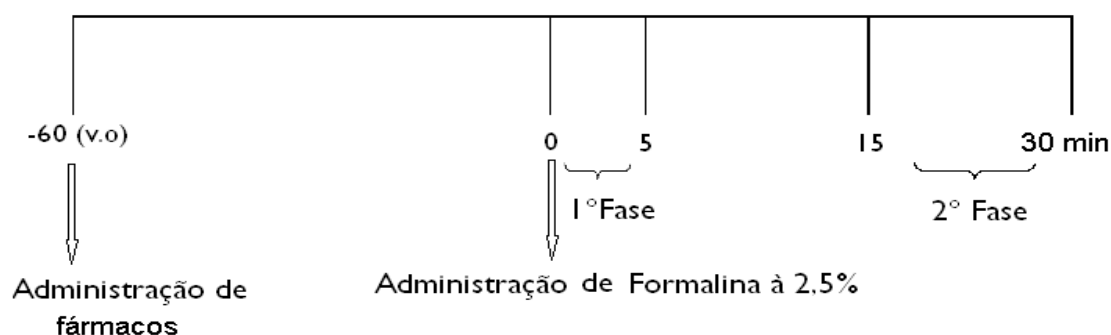 -60 (v.o)
0
5
15
30 min
1°Fase
2° Fase
Administração de
fármacos
Administração de Formalina à 2,5%